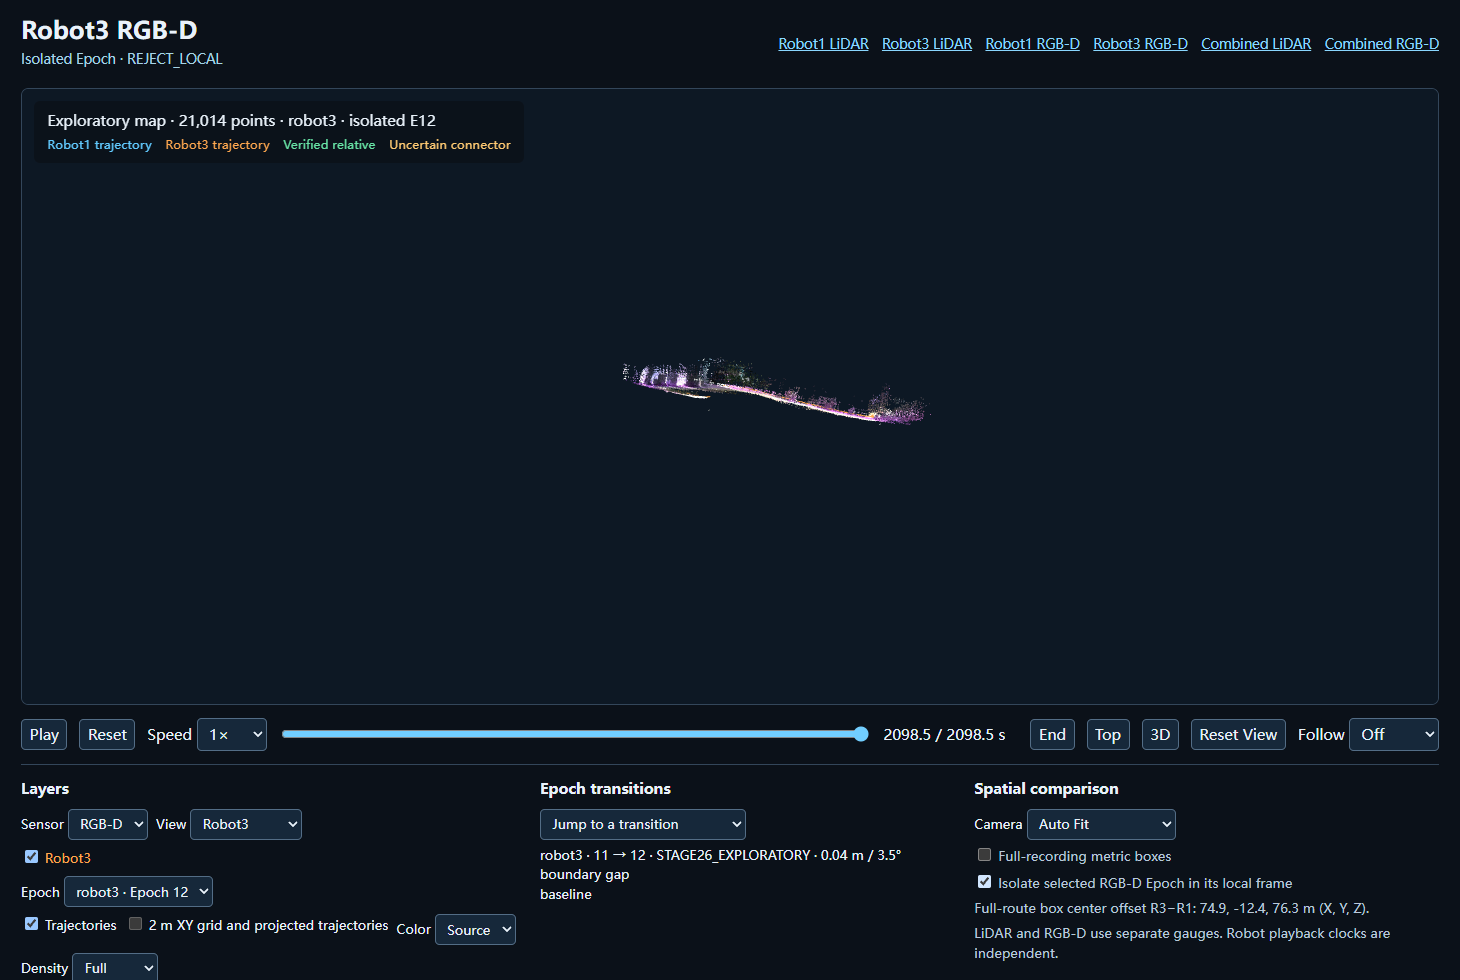 Robot3 RGB-D
Isolated Epoch · REJECT_LOCAL
Robot1 LiDAR Robot3 LiDAR Robot1 RGB-D Robot3 RGB-D Combined LiDAR Combined RGB-D
Exploratory map · 21,014 points · robot3 · isolated E12
Robot1 trajectory Robot3 trajectory Verified relative Uncertain connector
Play Reset Speed 1× 2098.5 / 2098.5 s End Top 3D Reset View Follow Off
Layers
Sensor RGB-D View Robot3
Robot3
Epoch robot3 · Epoch 12
Trajectories 2 m XY grid and projected trajectories Color Source
Density Full
Epoch transitions
Jump to a transition
robot3 · 11 → 12 · STAGE26_EXPLORATORY · 0.04 m / 3.5°
boundary gap
baseline
Spatial comparison
Camera Auto Fit
Full-recording metric boxes
Isolate selected RGB-D Epoch in its local frame
Full-route box center offset R3−R1: 74.9, -12.4, 76.3 m (X, Y, Z).
LiDAR and RGB-D use separate gauges. Robot playback clocks are
independent.